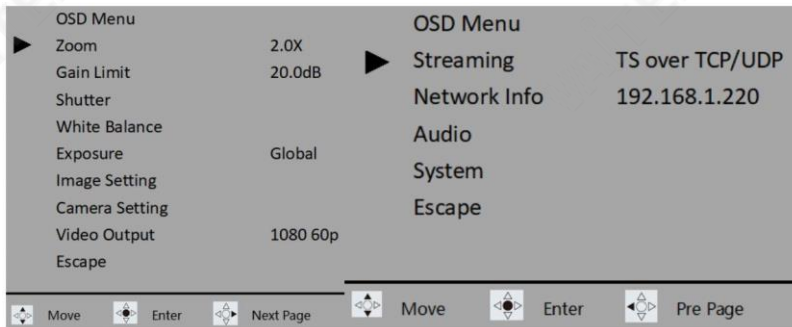 OSD Menu
Zoom 2.0X
Gain Limit 20.0dB
Shutter
White Balance
Exposure Global
Image Setting
Camera Setting
Video Output 1080 60p
Escape
Move Enter Next Page
OSD Menu
Streaming TS over TCP/UDP
Network Info 192.168.1.220
Audio
System
Escape
Move Enter Pre Page